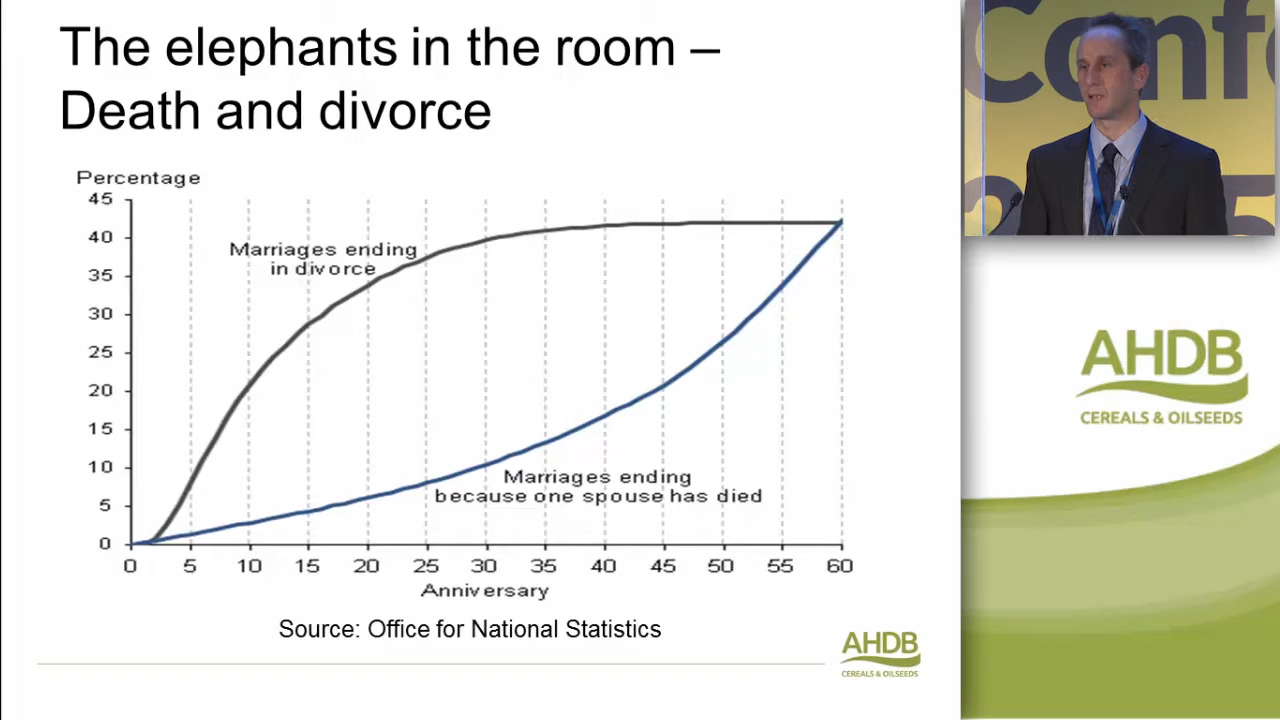 The elephants in the room –
Death and divorce
Percentage
45
40
35
30
25
20
15
10
5
0
Marriages ending
in divorce
Marriages ending
because one spouse has died
0 5 10 15 20 25 30 35 40 45 50 55 60
Anniversary
Source: Office for National Statistics
AHDB
CEREALS & OILSEEDS
Conf
5
AHDB
CEREALS & OILSEEDS